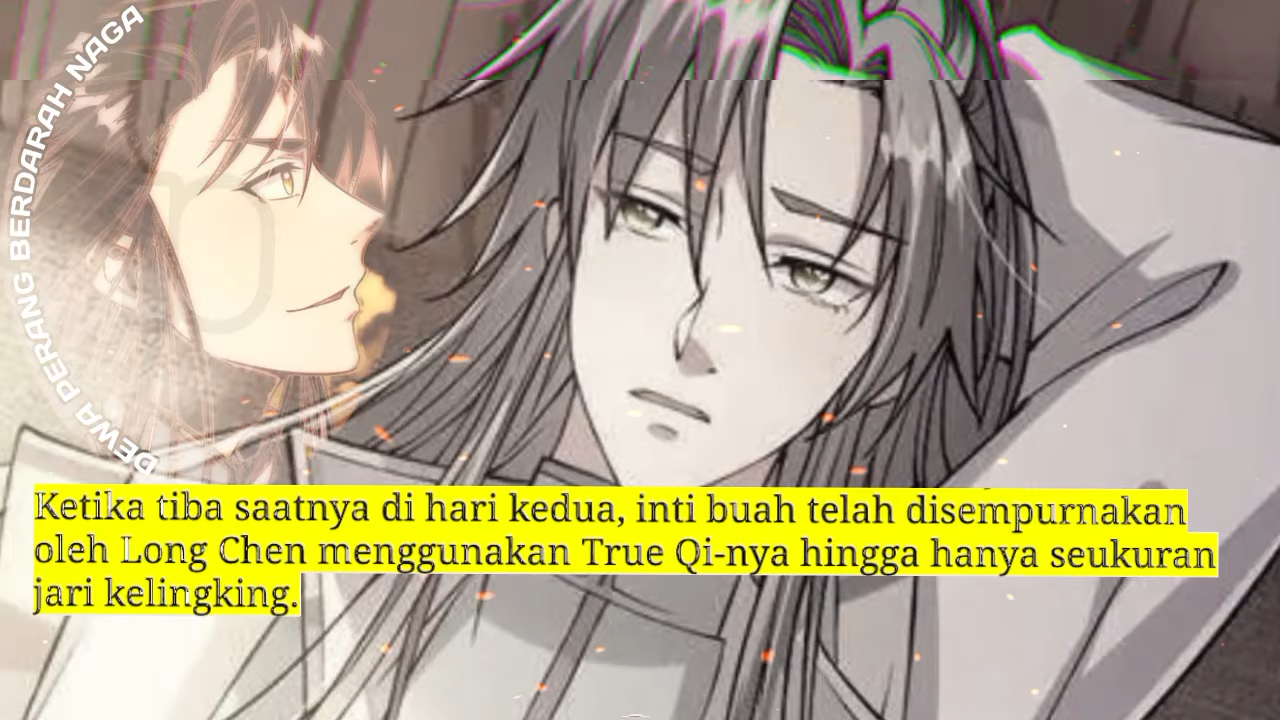 DEWA PERANG BERDARAH NAGA
Ketika tiba saatnya di hari kedua, inti buah telah disempurnakan
oleh Long Chen menggunakan True Qi-nya hingga hanya seukuran
jari kelingking.